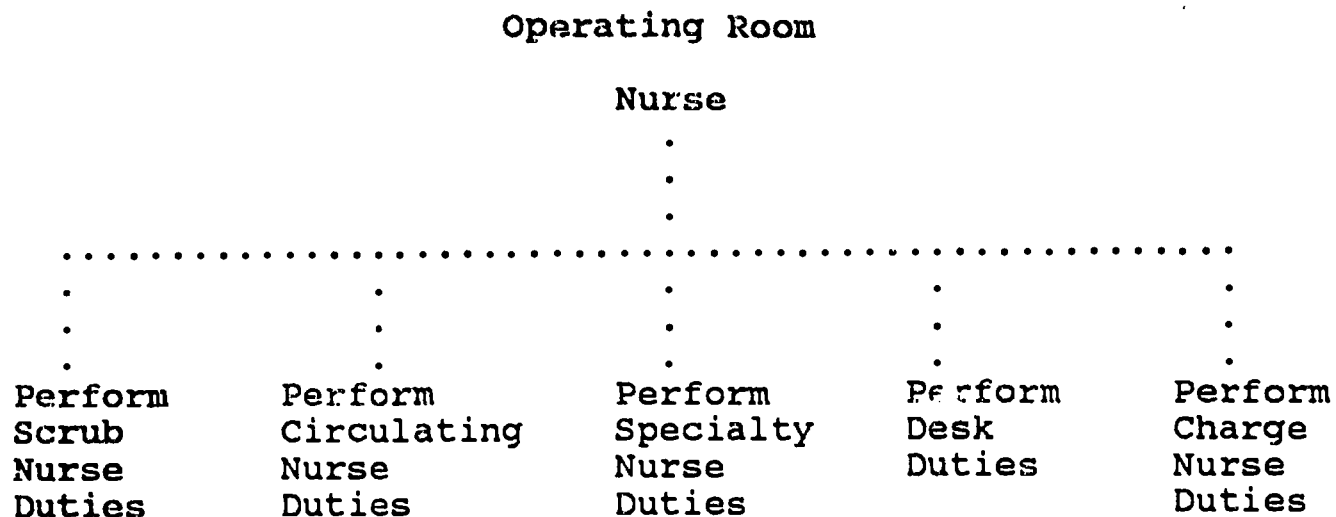 Operating Room
Nurse
Perform Perform Perform Perform Perform
Scrub Circulating Specialty Desk Charge
Nurse Nurse Nurse Duties Nurse
Duties Duties Duties Duties